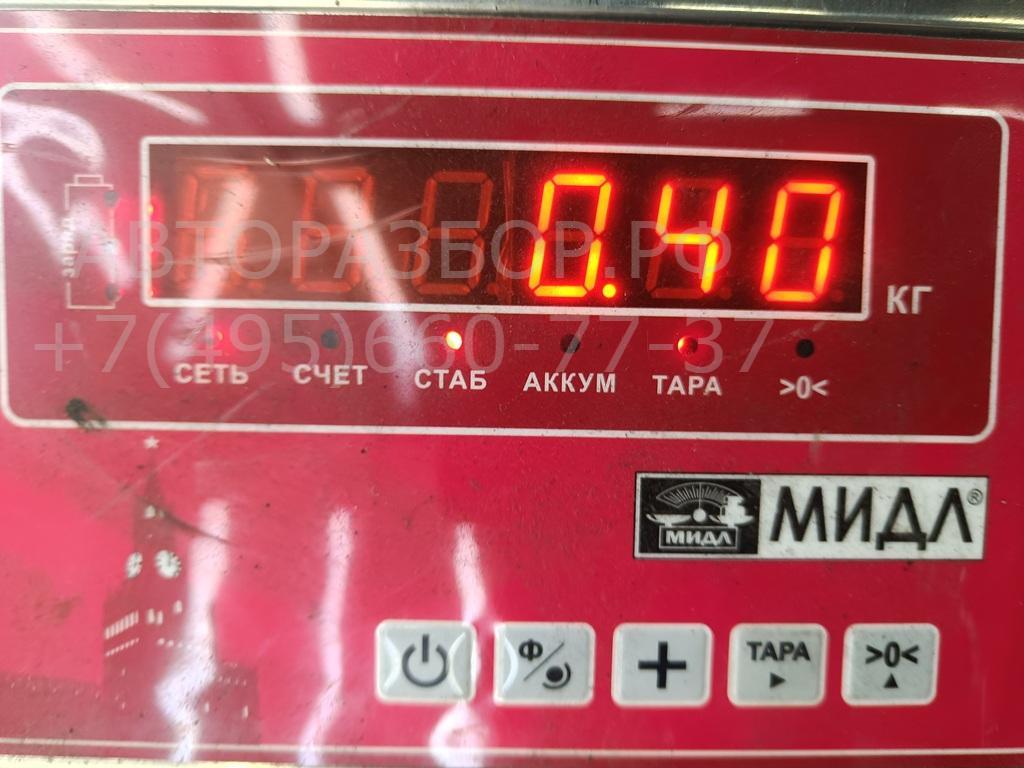 0.40
КГ
АВТОРАЗБОР.РФ
+7(495)660-77-37
заряд
СЕТЬ СЧЕТ СТАБ АККУМ ТАРА >0<
МИДЛ МИДЛ®
Ф ТАРА >0<